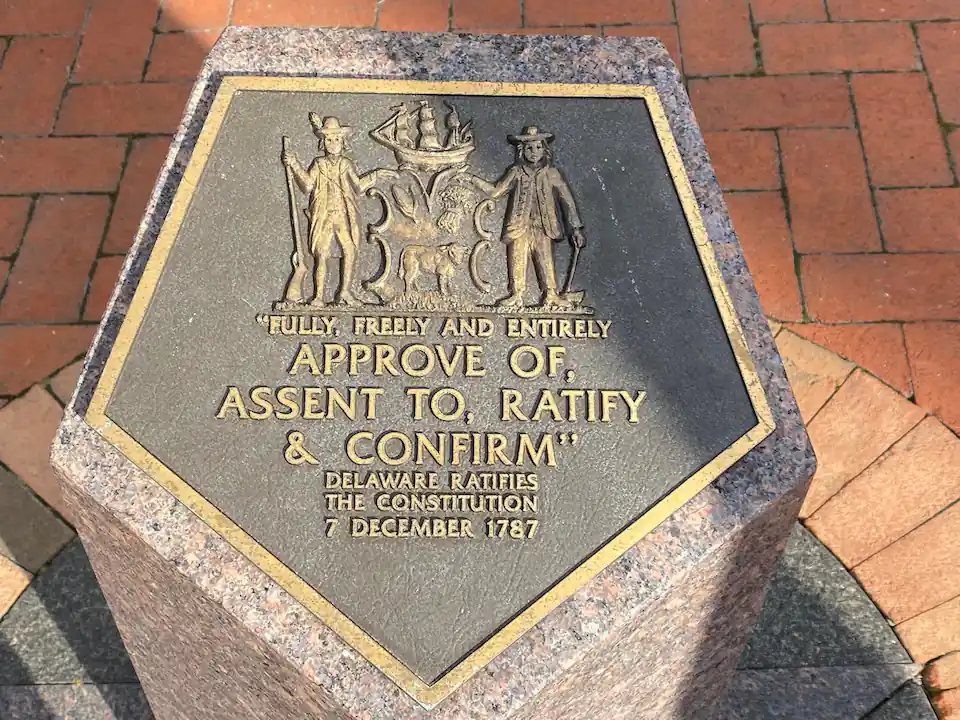 "FULLY, FREELY AND ENTIRELY
APPROVE OF,
ASSENT TO, RATIFY
& CONFIRM"
DELAWARE RATIFIES
THE CONSTITUTION
7 DECEMBER 1787